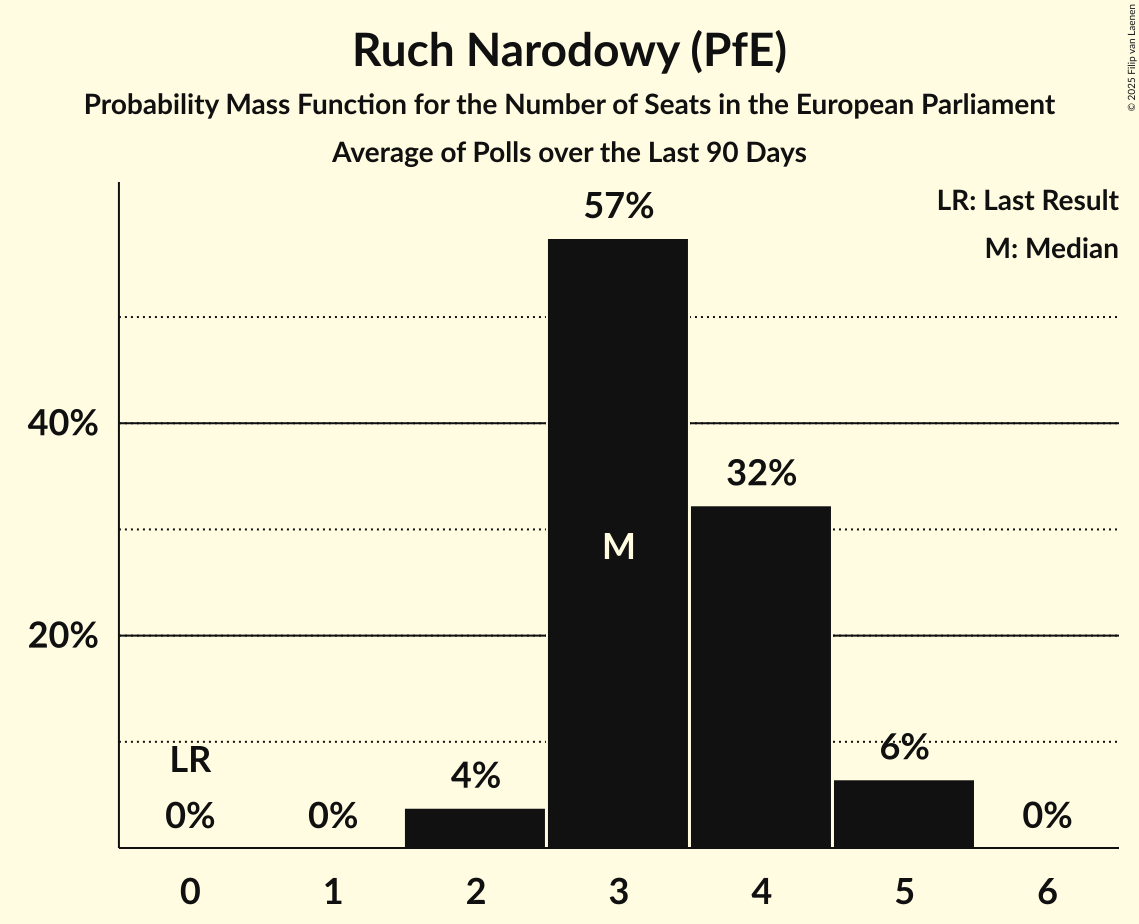 Ruch Narodowy (PfE)
Probability Mass Function for the Number of Seats in the European Parliament
Average of Polls over the Last 90 Days
© 2025 Filip van Laenen
LR: Last Result
M: Median
57%
40%
32%
M
20%
LR
6%
4%
0%
0%
0%
0 1 2 3 4 5 6